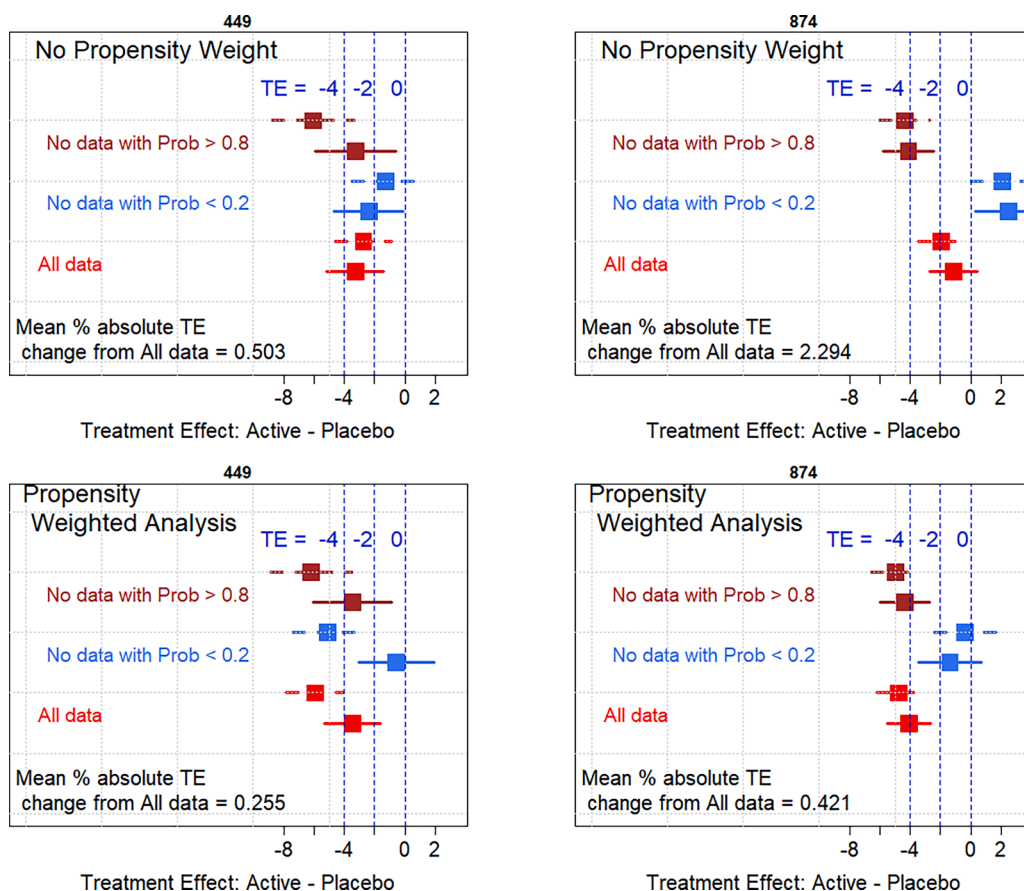 449
No Propensity Weight
TE = -4 -2 0
No data with Prob > 0.8
No data with Prob < 0.2
All data
Mean % absolute TE
change from All data = 0.503
-8 -4 0 2
Treatment Effect: Active - Placebo
874
No Propensity Weight
TE = -4 -2 0
No data with Prob > 0.8
No data with Prob < 0.2
All data
Mean % absolute TE
change from All data = 2.294
-8 -4 0 2
Treatment Effect: Active - Placebo
449
Propensity
Weighted Analysis
TE = -4 -2 0
No data with Prob > 0.8
No data with Prob < 0.2
All data
Mean % absolute TE
change from All data = 0.255
-8 -4 0 2
Treatment Effect: Active - Placebo
874
Propensity
Weighted Analysis
TE = -4 -2 0
No data with Prob > 0.8
No data with Prob < 0.2
All data
Mean % absolute TE
change from All data = 0.421
-8 -4 0 2
Treatment Effect: Active - Placebo